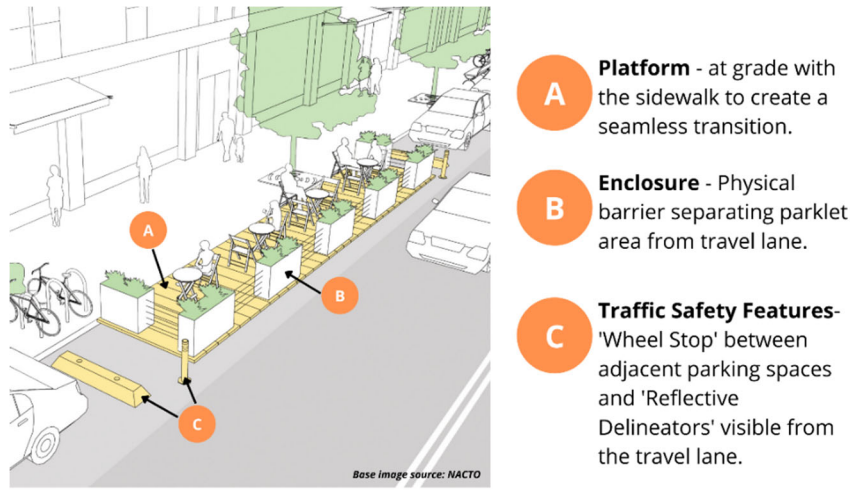 A
B
C
Base image source: NACTO
A
Platform - at grade with
the sidewalk to create a
seamless transition.
B
Enclosure - Physical
barrier separating parklet
area from travel lane.
C
Traffic Safety Features-
'Wheel Stop' between
adjacent parking spaces
and 'Reflective
Delineators' visible from
the travel lane.